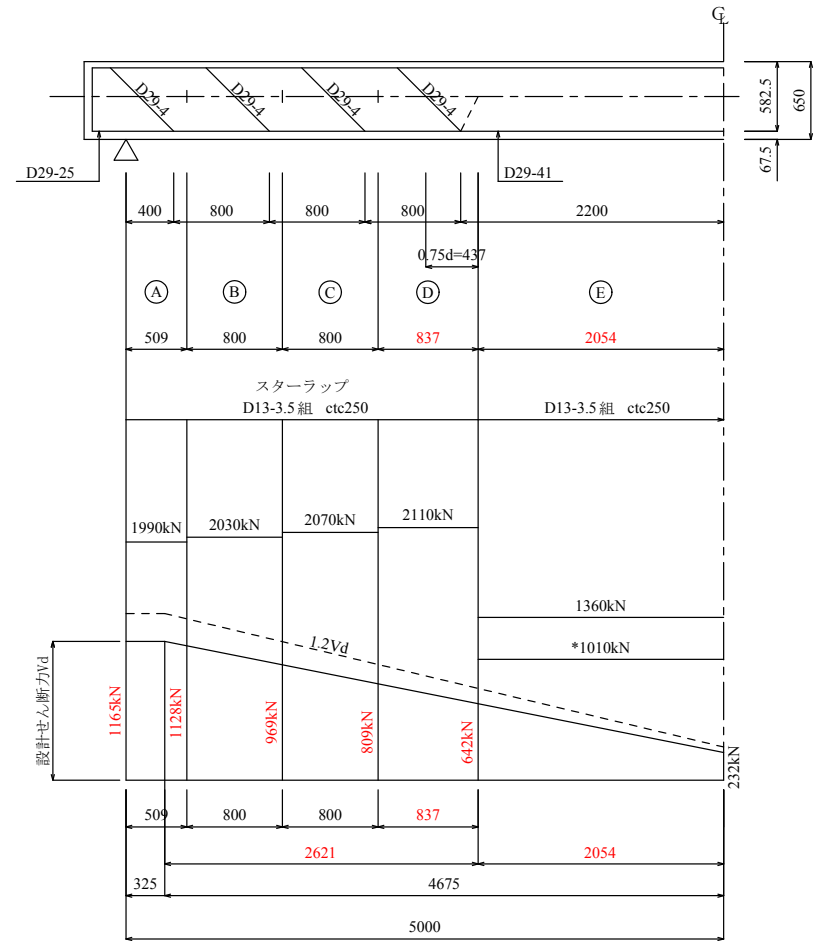 CL
D29-4
D29-4
D29-4
D29-4
582.5
650
67.5
D29-25
D29-41
400
800
800
800
2200
0.75d=437
A
B
C
D
E
509
800
800
837
2054
スターラップ
D13-3.5組 ctc250
D13-3.5組 ctc250
1990kN
2030kN
2070kN
2110kN
1360kN
*1010kN
1.2Vd
設計せん断力Vd
1165kN
1128kN
969kN
809kN
642kN
232kN
509
800
800
837
2621
2054
325
4675
5000